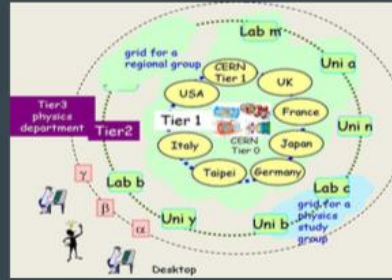 Lab m
grid for a
regional group
Uni a
CERN
Tier 1
UK
USA
Tier3
physics
department
Tier2
Tier 1
France
Uni n
CERN
Tier 0
Italy
Japan
Taipei
Germany
γ
Lab b
Lab c
β
grid for a
physics
study
group
Uni y
Uni b
α
Desktop